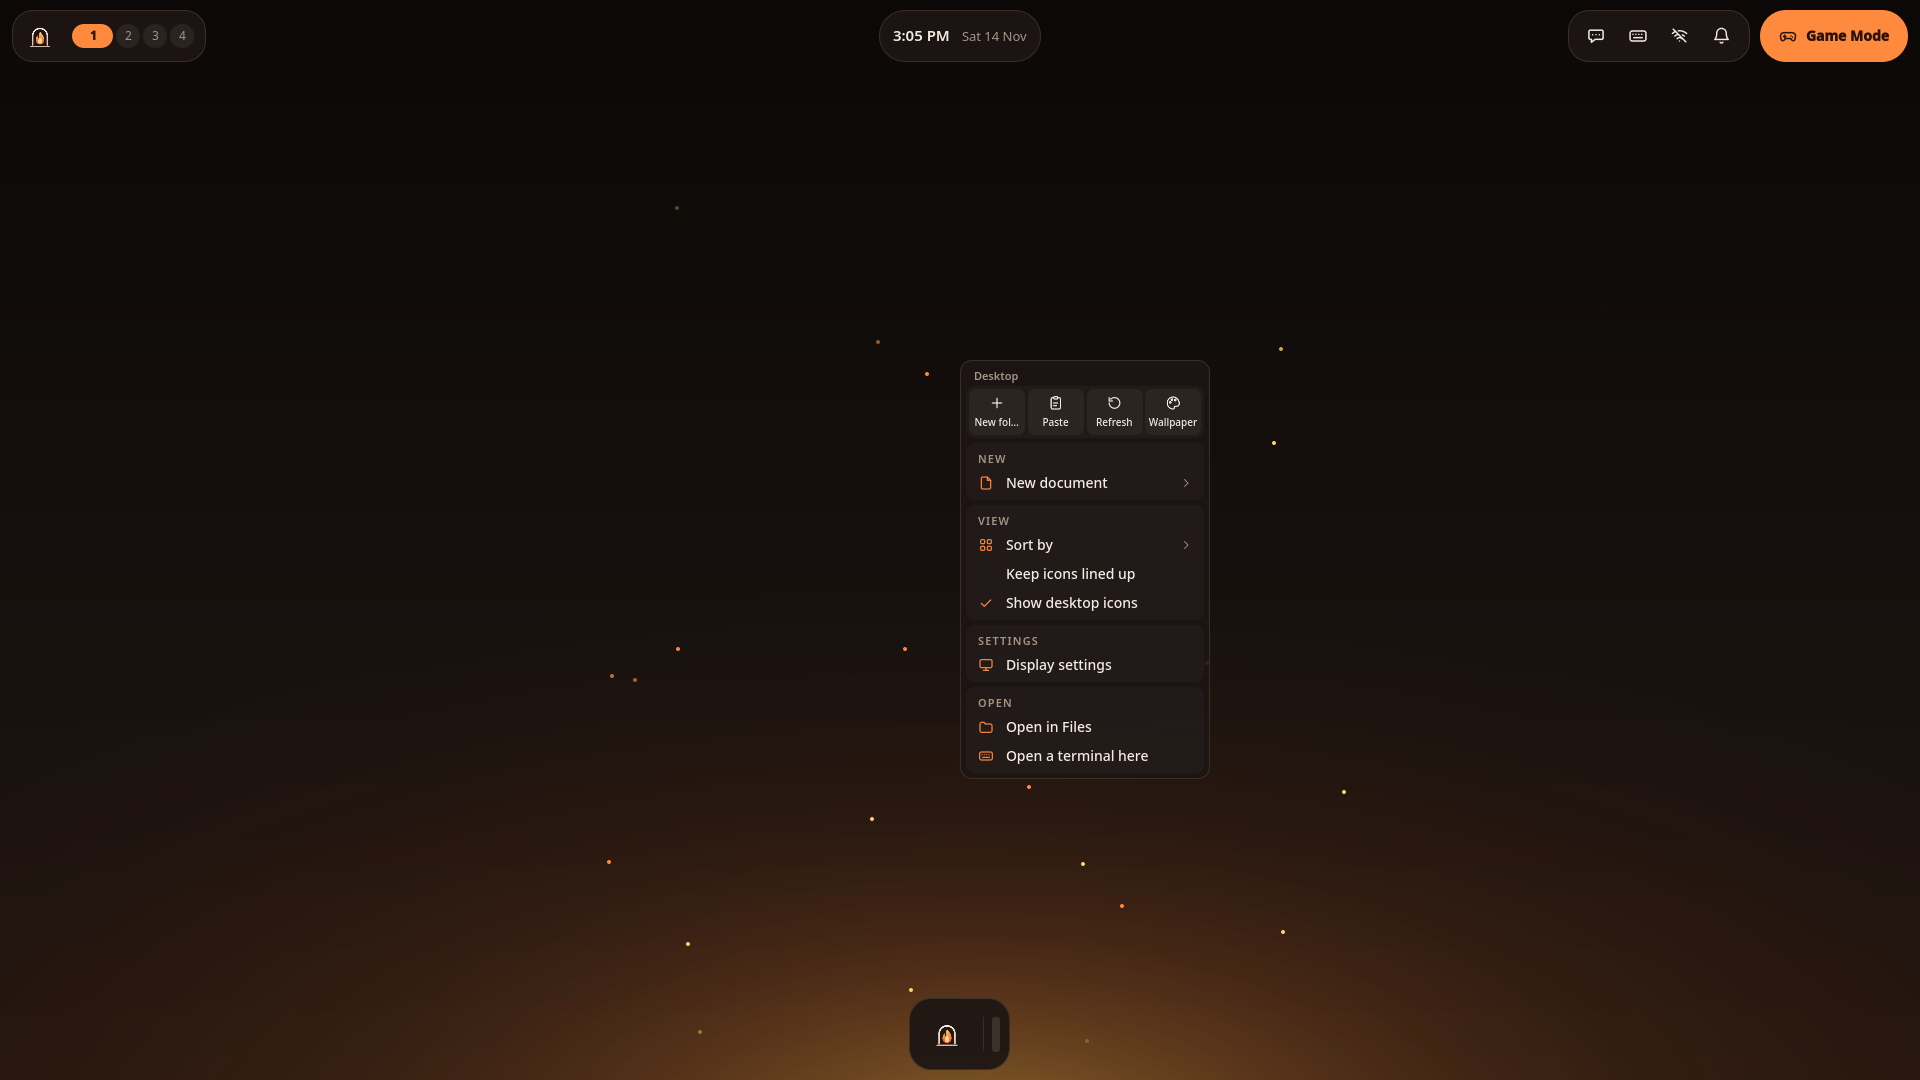 1 2 3 4
3:05 PM Sat 14 Nov
Game Mode
Desktop
New fol... Paste Refresh Wallpaper
NEW
New document
VIEW
Sort by
Keep icons lined up
Show desktop icons
SETTINGS
Display settings
OPEN
Open in Files
Open a terminal here